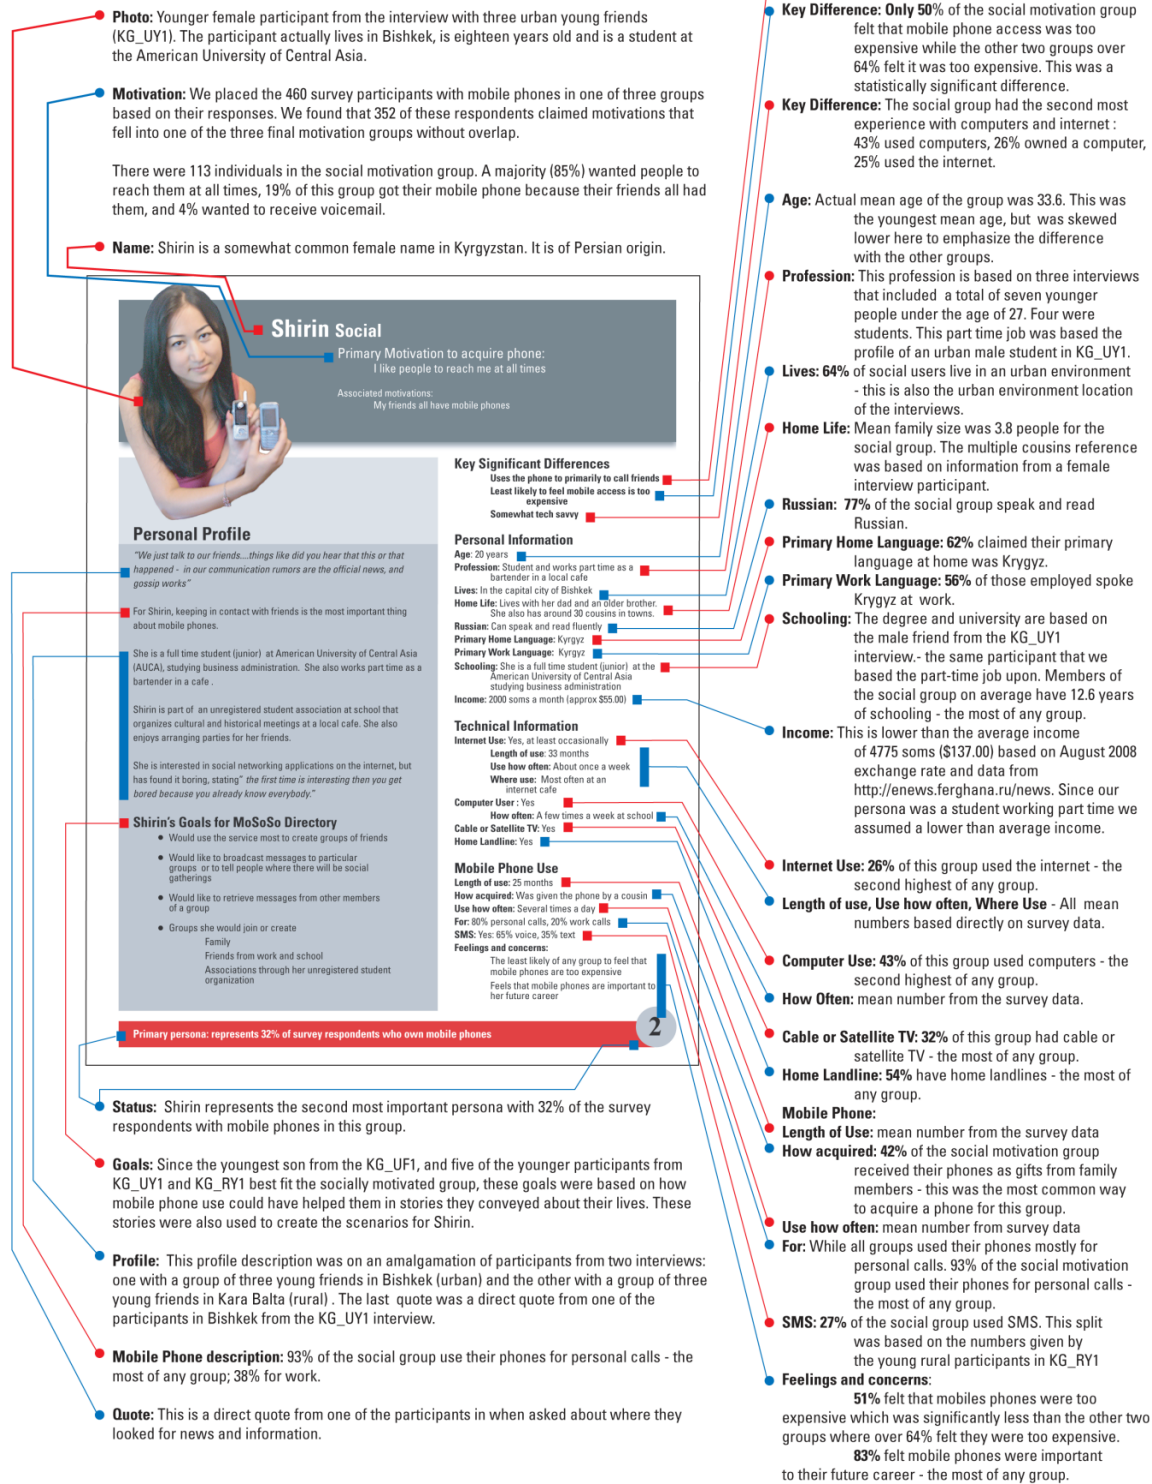 Photo: Younger female participant from the interview with three urban young friends
(KG_UY1). The participant actually lives in Bishkek, is eighteen years old and is a student at
the American University of Central Asia.
Motivation: We placed the 460 survey participants with mobile phones in one of three groups
based on their responses. We found that 352 of these respondents claimed motivations that
fell into one of the three final motivation groups without overlap.
There were 113 individuals in the social motivation group. A majority (85%) wanted people to
reach them at all times, 19% of this group got their mobile phone because their friends all had
them, and 4% wanted to receive voicemail.
Name: Shirin is a somewhat common female name in Kyrgyzstan. It is of Persian origin.
Shirin Social
Primary Motivation to acquire phone:
I like people to reach me at all times
Associated motivations:
My friends all have mobile phones
Personal Profile
"We just talk to our friends....things like did you hear that this or that
happened - in our communication rumors are the official news, and
gossip works"
For Shirin, keeping in contact with friends is the most important thing
about mobile phones.
She is a full time student (junior) at American University of Central Asia
(AUCA), studying business administration. She also works part time as a
bartender in a cafe .
Shirin is part of an unregistered student association at school that
organizes cultural and historical meetings at a local cafe. She also
enjoys arranging parties for her friends.
She is interested in social networking applications on the internet, but
has found it boring, stating" the first time is interesting then you get
bored because you already know everybody."
Shirin's Goals for MoSoSo Directory
● Would use the service most to create groups of friends
● Would like to broadcast messages to particular
groups or to tell people where there will be social
gatherings
● Would like to retrieve messages from other members
of a group
● Groups she would join or create
Family
Friends from work and school
Associations through her unregistered student
organization
Key Significant Differences
Uses the phone to primarily to call friends
Least likely to feel mobile access is too
expensive
Somewhat tech savvy
Personal Information
Age: 20 years
Profession: Student and works part time as a
bartender in a local cafe
Lives: In the capital city of Bishkek
Home Life: Lives with her dad and an older brother.
She also has around 30 cousins in towns.
Russian: Can speak and read fluently
Primary Home Language: Kyrgyz
Primary Work Language: Kyrgyz
Schooling: She is a full time student (junior) at the
American University of Central Asia
studying business administration
Income: 2000 soms a month (approx $55.00)
Technical Information
Internet Use: Yes, at least occasionally
Length of use: 33 months
Use how often: About once a week
Where use: Most often at an
internet cafe
Computer User : Yes
How often: A few times a week at school
Cable or Satellite TV: Yes
Home Landline: Yes
Mobile Phone Use
Length of use: 25 months
How acquired: Was given the phone by a cousin
Use how often: Several times a day
For: 80% personal calls, 20% work calls
SMS: Yes: 65% voice, 35% text
Feelings and concerns:
The least likely of any group to feel that
mobile phones are too expensive
Feels that mobile phones are important to
her future career
Primary persona: represents 32% of survey respondents who own mobile phones
2
Status: Shirin represents the second most important persona with 32% of the survey
respondents with mobile phones in this group.
Goals: Since the youngest son from the KG_UF1, and five of the younger participants from
KG_UY1 and KG_RY1 best fit the socially motivated group, these goals were based on how
mobile phone use could have helped them in stories they conveyed about their lives. These
stories were also used to create the scenarios for Shirin.
Profile: This profile description was on an amalgamation of participants from two interviews:
one with a group of three young friends in Bishkek (urban) and the other with a group of three
young friends in Kara Balta (rural) . The last quote was a direct quote from one of the
participants in Bishkek from the KG_UY1 interview.
Mobile Phone description: 93% of the social group use their phones for personal calls - the
most of any group; 38% for work.
Quote: This is a direct quote from one of the participants in when asked about where they
looked for news and information.
Key Difference: Only 50% of the social motivation group
felt that mobile phone access was too
expensive while the other two groups over
64% felt it was too expensive. This was a
statistically significant difference.
Key Difference: The social group had the second most
experience with computers and internet :
43% used computers, 26% owned a computer,
25% used the internet.
Age: Actual mean age of the group was 33.6. This was
the youngest mean age, but was skewed
lower here to emphasize the difference
with the other groups.
Profession: This profession is based on three interviews
that included a total of seven younger
people under the age of 27. Four were
students. This part time job was based the
profile of an urban male student in KG_UY1.
Lives: 64% of social users live in an urban environment
- this is also the urban environment location
of the interviews.
Home Life: Mean family size was 3.8 people for the
social group. The multiple cousins reference
was based on information from a female
interview participant.
Russian: 77% of the social group speak and read
Russian.
Primary Home Language: 62% claimed their primary
language at home was Krygyz.
Primary Work Language: 56% of those employed spoke
Krygyz at work.
Schooling: The degree and university are based on
the male friend from the KG_UY1
interview.- the same participant that we
based the part-time job upon. Members of
the social group on average have 12.6 years
of schooling - the most of any group.
Income: This is lower than the average income
of 4775 soms ($137.00) based on August 2008
exchange rate and data from
http://enews.ferghana.ru/news. Since our
persona was a student working part time we
assumed a lower than average income.
Internet Use: 26% of this group used the internet - the
second highest of any group.
Length of use, Use how often, Where Use - All mean
numbers based directly on survey data.
Computer Use: 43% of this group used computers - the
second highest of any group.
How Often: mean number from the survey data.
Cable or Satellite TV: 32% of this group had cable or
satellite TV - the most of any group.
Home Landline: 54% have home landlines - the most of
any group.
Mobile Phone:
Length of Use: mean number from the survey data
How acquired: 42% of the social motivation group
received their phones as gifts from family
members - this was the most common way
to acquire a phone for this group.
Use how often: mean number from survey data
For: While all groups used their phones mostly for
personal calls. 93% of the social motivation
group used their phones for personal calls -
the most of any group.
SMS: 27% of the social group used SMS. This split
was based on the numbers given by
the young rural participants in KG_RY1
Feelings and concerns:
51% felt that mobiles phones were too
expensive which was significantly less than the other two
groups where over 64% felt they were too expensive.
83% felt mobile phones were important
to their future career - the most of any group.